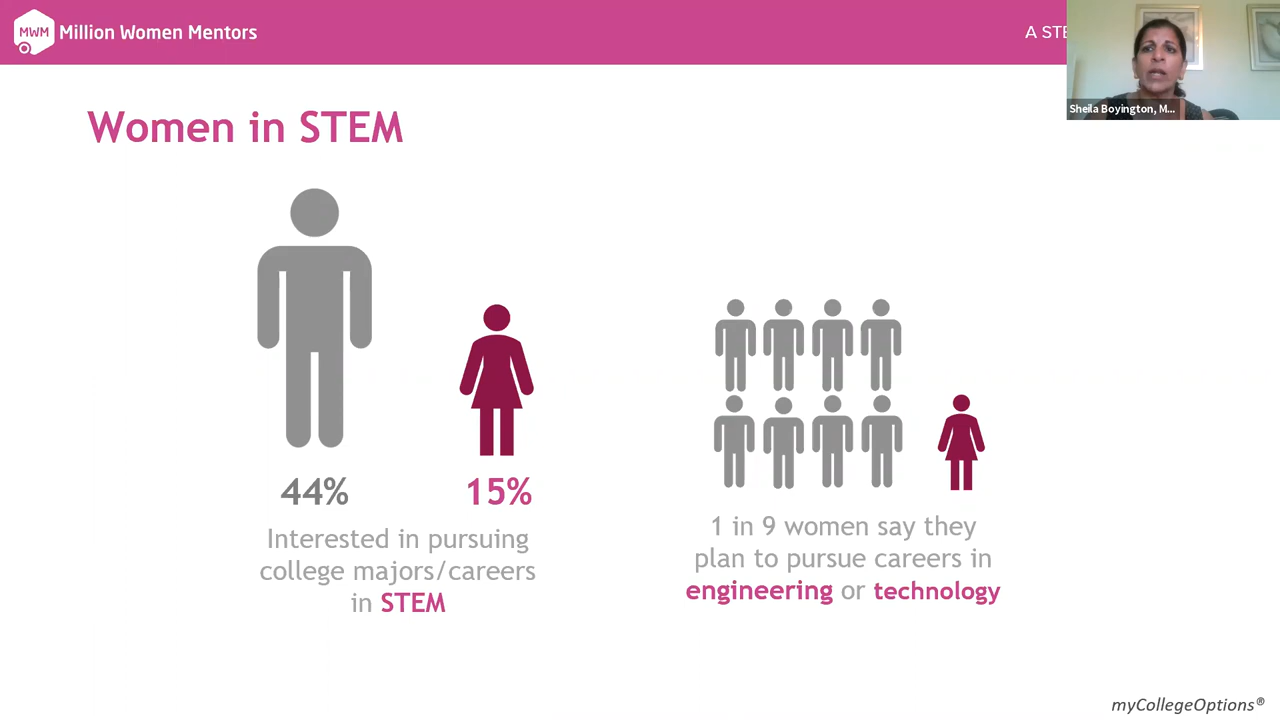 MWM
Million Women Mentors
A STE
Sheila Boyington, M...
Women in STEM
44%
15%
Interested in pursuing
college majors/careers
in STEM
1 in 9 women say they
plan to pursue careers in
engineering or technology
myCollegeOptions®